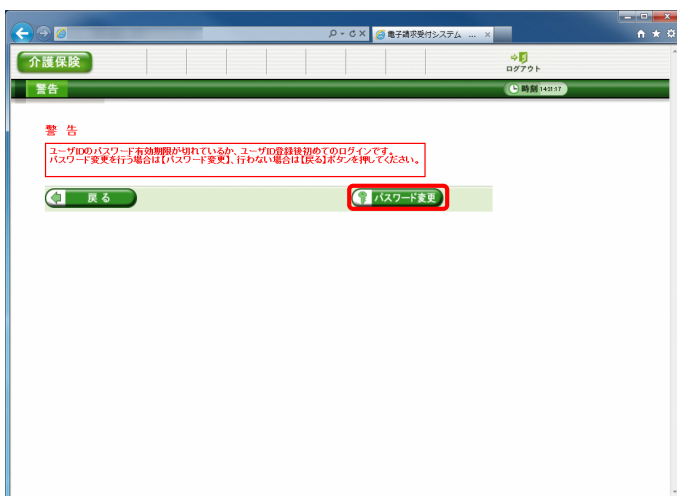 電子請求受付システム ...
介護保険
ログアウト
警告
時刻 14:31:17
警 告
ユーザIDのパスワード有効期限が切れているか、ユーザID登録後初めてのログインです。
パスワード変更を行う場合は【パスワード変更】、行わない場合は【戻る】ボタンを押してください。
戻る
パスワード変更